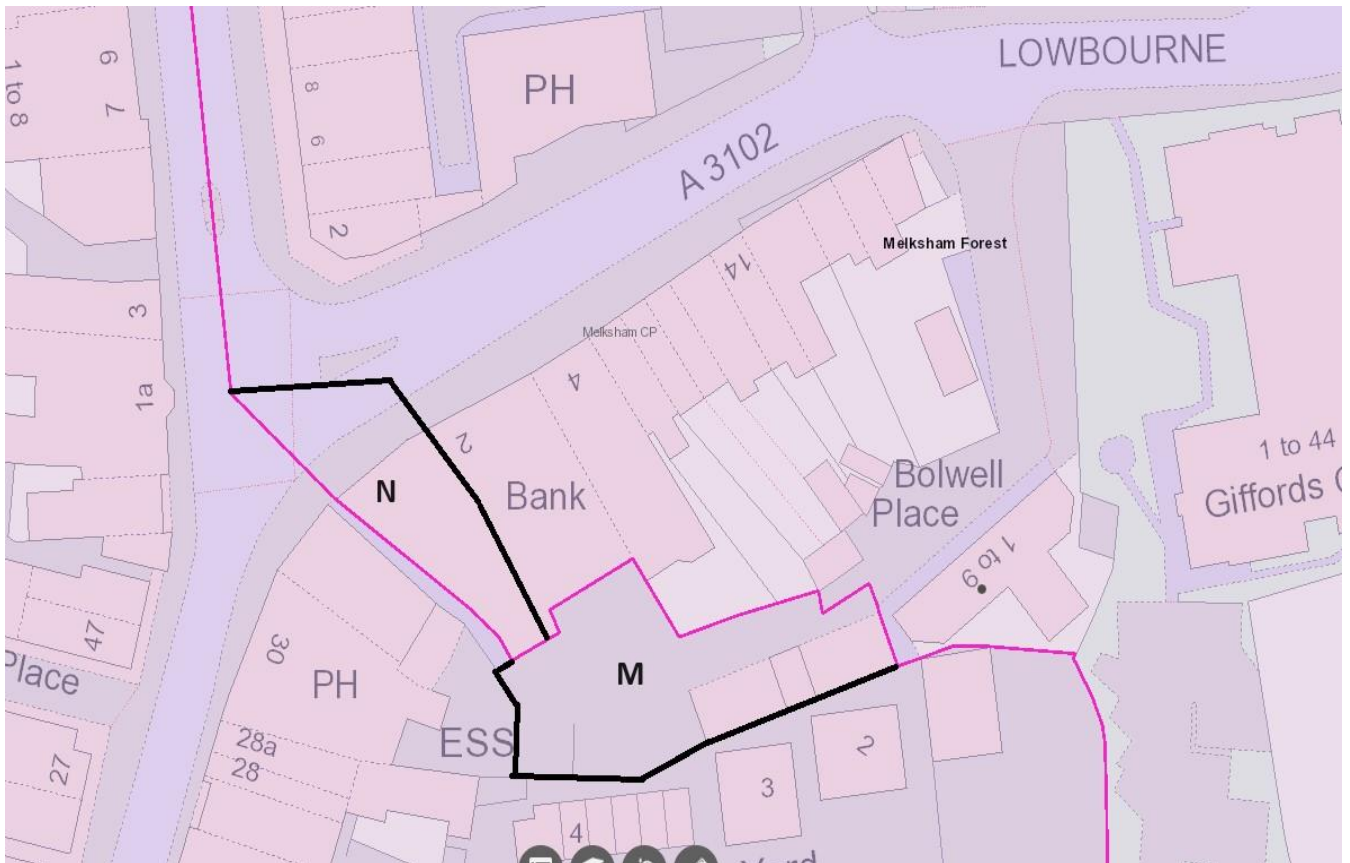 LOWBOURNE
PH
A 3102
1 to 8
6
7
8
6
2
Melksham Forest
14
3
Melksham CP
4
1a
2
N
Bank
Bolwell
Place
1 to 44
Giffords
1 to 9
47
Place
30
PH
M
ESS
28a
28
27
2
3
4